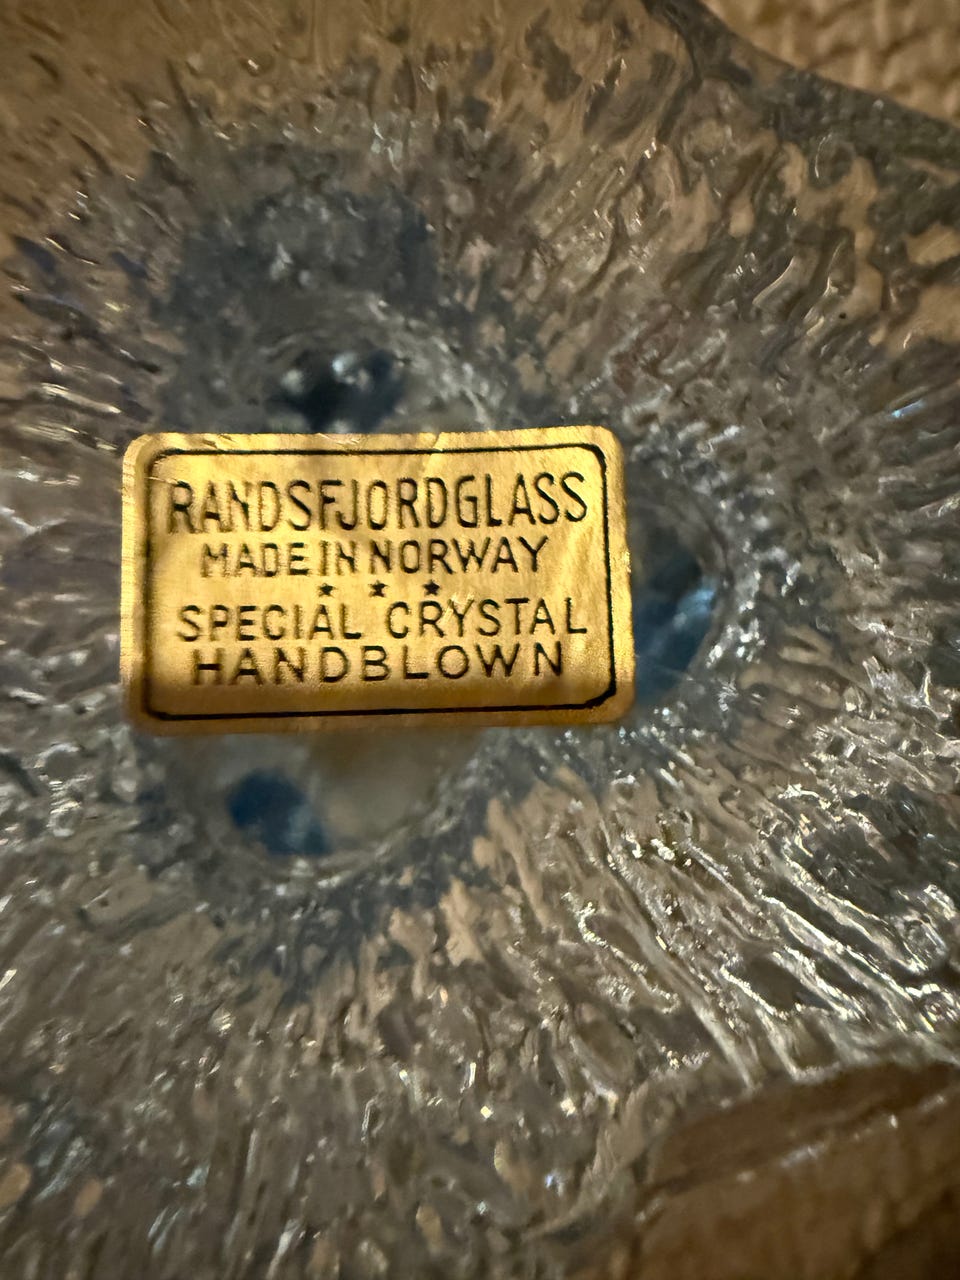 RANDSFJORDGLASS
MADE IN NORWAY
★ ★ ★
SPECIAL CRYSTAL
HANDBLOWN